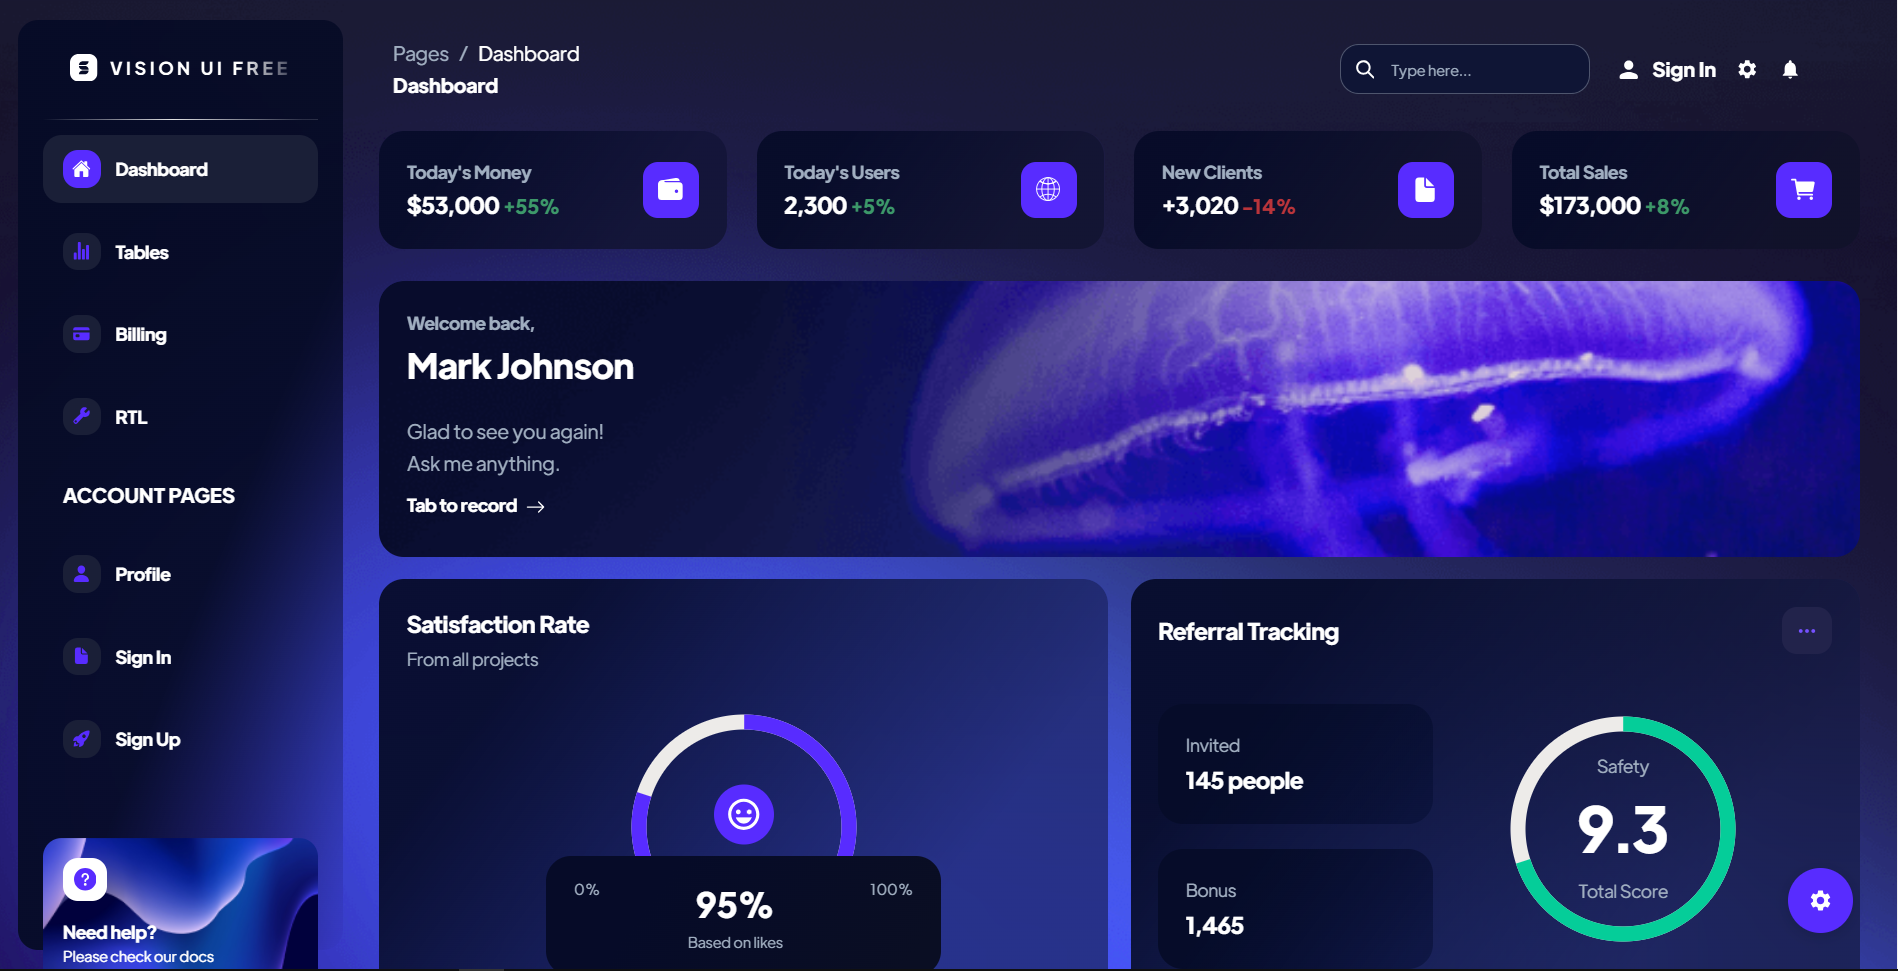 VISION UI FREE
Dashboard
Tables
Billing
RTL
ACCOUNT PAGES
Profile
Sign In
Sign Up
Need help?
Please check our docs
Pages / Dashboard
Dashboard
Type here...
Sign In
Today's Money
$53,000 +55%
Today's Users
2,300 +5%
New Clients
+3,020 -14%
Total Sales
$173,000 +8%
Welcome back,
Mark Johnson
Glad to see you again!
Ask me anything.
Tab to record
Satisfaction Rate
From all projects
0%
95%
100%
Based on likes
Referral Tracking
Invited
145 people
Bonus
1,465
Safety
9.3
Total Score